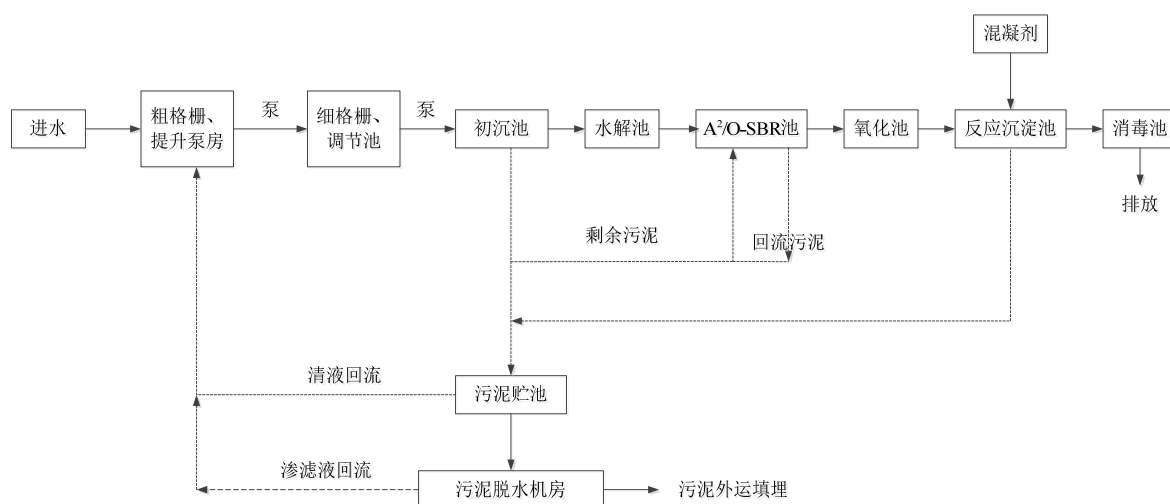 混凝剂
进水
粗格栅、
提升泵房
泵
细格栅、
调节池
泵
初沉池
水解池
A²/O-SBR池
氧化池
反应沉淀池
消毒池
排放
剩余污泥
回流污泥
清液回流
污泥贮池
渗滤液回流
污泥脱水机房
污泥外运填埋